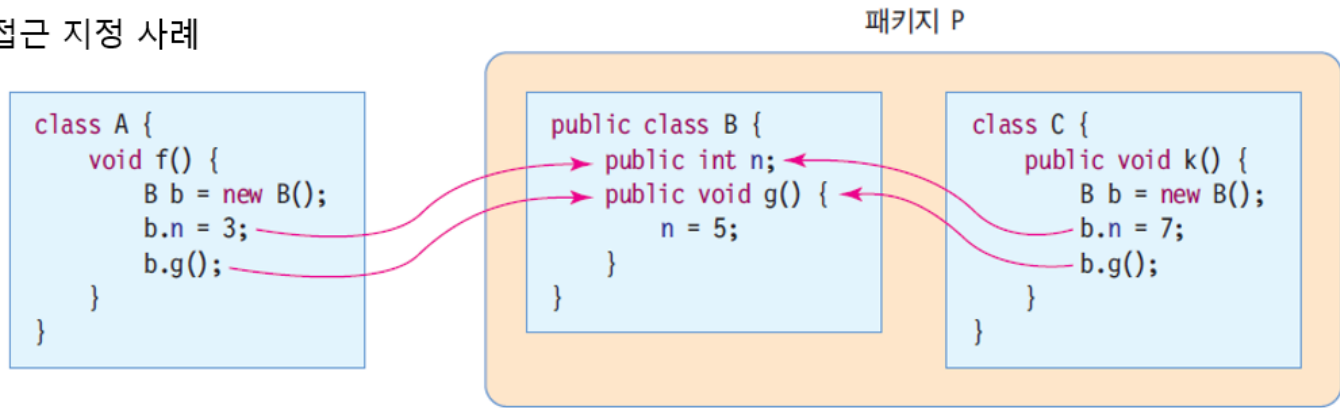 접근 지정 사례
패키지 P
class A {
    void f() {
        B b = new B();
        b.n = 3;
        b.g();
    }
}
public class B {
    public int n;
    public void g() {
        n = 5;
    }
}
class C {
    public void k() {
        B b = new B();
        b.n = 7;
        b.g();
    }
}